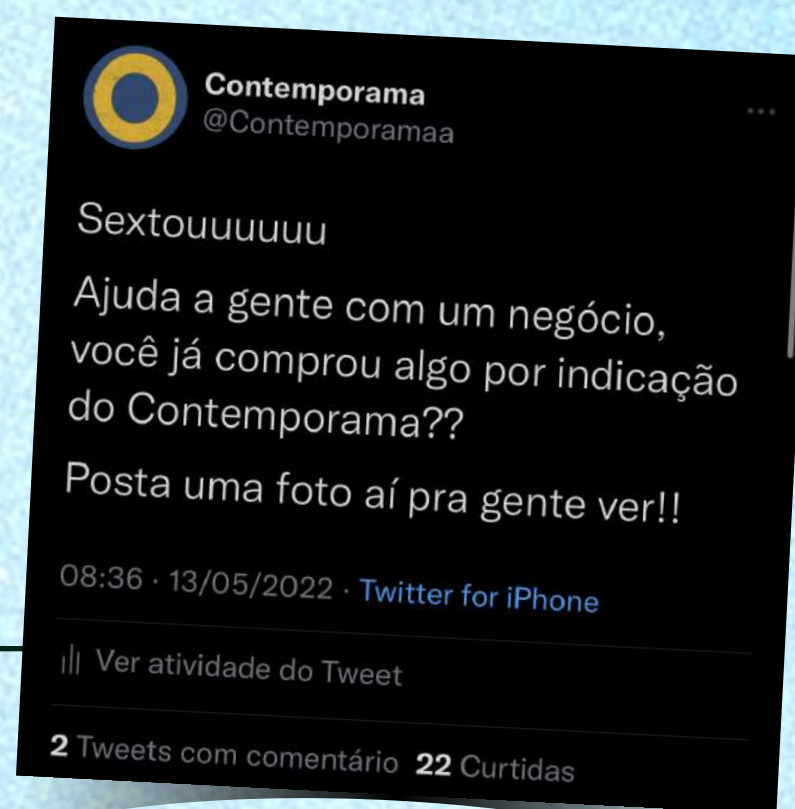 Contemporama
@Contemporamaa
Sextouuuuuu
Ajuda a gente com um negócio,
você já comprou algo por indicação
do Contemporama??
Posta uma foto aí pra gente ver!!
08:36 · 13/05/2022 · Twitter for iPhone
Ver atividade do Tweet
2 Tweets com comentário 22 Curtidas